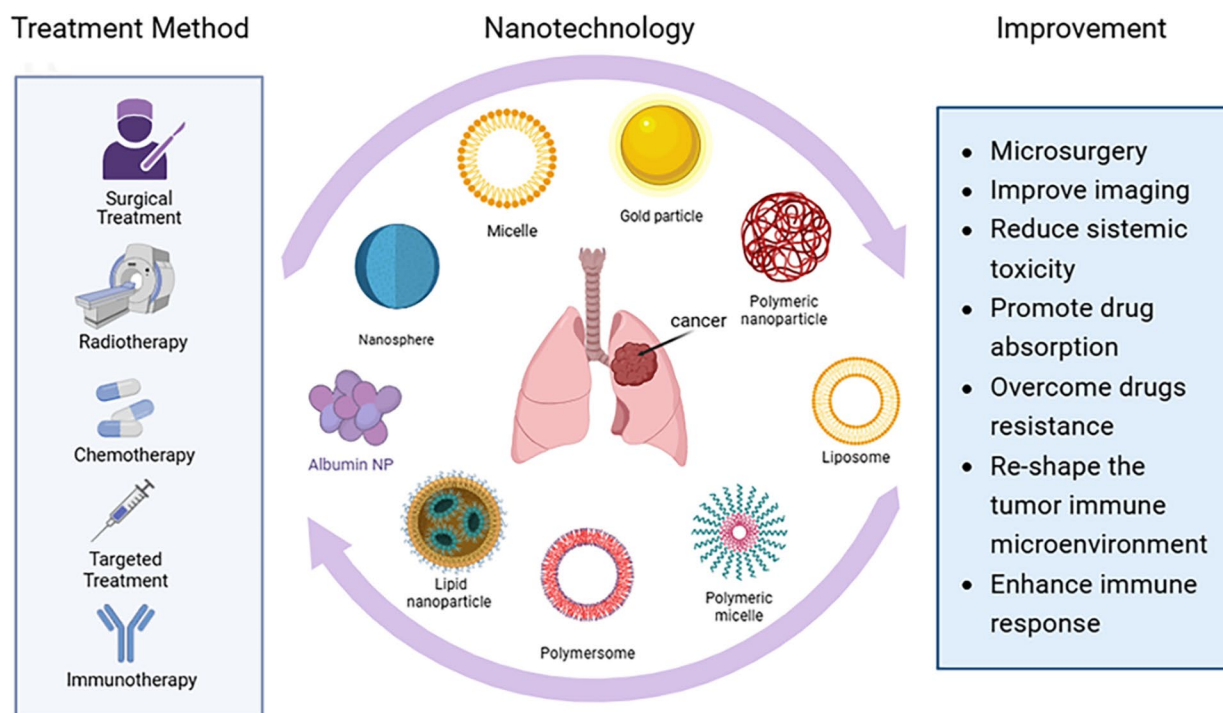 Treatment Method
Nanotechnology
Improvement
Surgical
Treatment
Radiotherapy
Chemotherapy
Targeted
Treatment
Immunotherapy
Micelle
Gold particle
Nanosphere
Polymeric
nanoparticle
cancer
Albumin NP
Liposome
Lipid
nanoparticle
Polymeric
micelle
Polymersome
• Microsurgery
• Improve imaging
• Reduce sistemic
toxicity
• Promote drug
absorption
• Overcome drugs
resistance
• Re-shape the
tumor immune
microenvironment
• Enhance immune
response